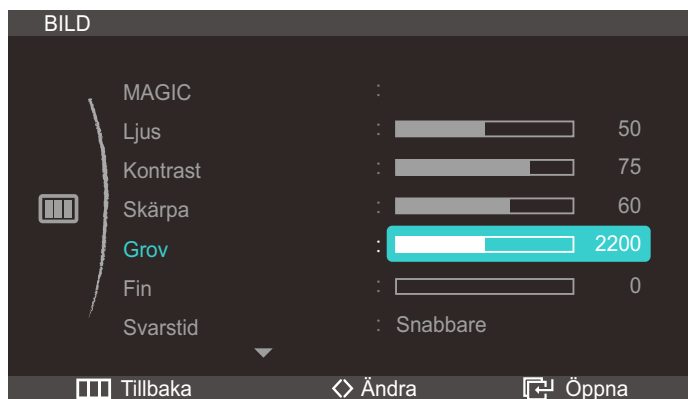 BILD
MAGIC :
Ljus : 50
Kontrast : 75
Skärpa : 60
Grov : 2200
Fin : 0
Svarstid : Snabbare
Tillbaka Ändra Öppna